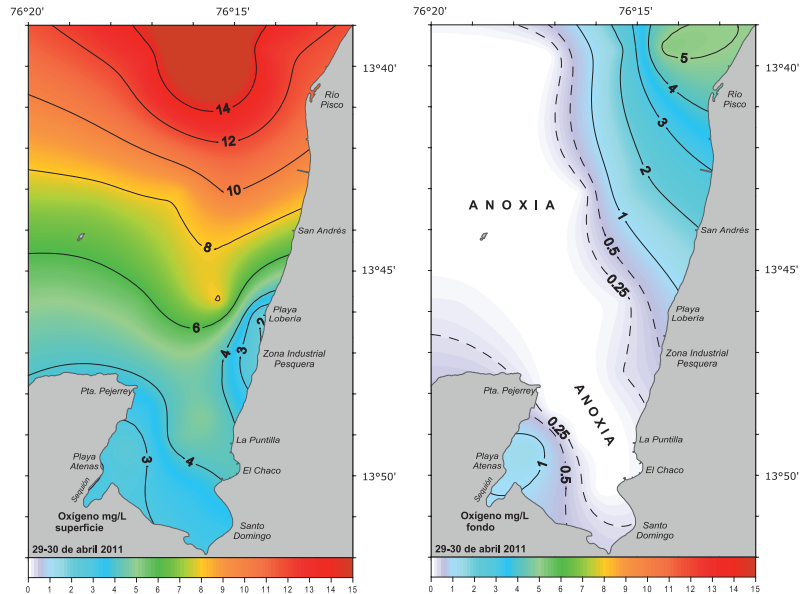 76°20' 76°15'
14
12
10
8
6
4
3
2
4
3
13°40'
Río
Pisco
San Andrés
13°45'
Playa
Lobería
Zona Industrial
Pesquera
Pta. Pejerrey
La Puntilla
Playa
Atenas
El Chaco
13°50'
Sequión
Oxígeno mg/L
superficie
Santo
Domingo
29-30 de abril 2011
0 1 2 3 4 5 6 7 8 9 10 11 12 13 14 15
76°20' 76°15'
5
4
3
2
1
0.5
0.25
ANOXIA
ANOXIA
0.25
0.5
1
13°40'
Río
Pisco
San Andrés
13°45'
Playa
Lobería
Zona Industrial
Pesquera
Pta. Pejerrey
La Puntilla
Playa
Atenas
El Chaco
13°50'
Sequión
Oxígeno mg/L
fondo
Santo
Domingo
29-30 de abril 2011
0 1 2 3 4 5 6 7 8 9 10 11 12 13 14 15